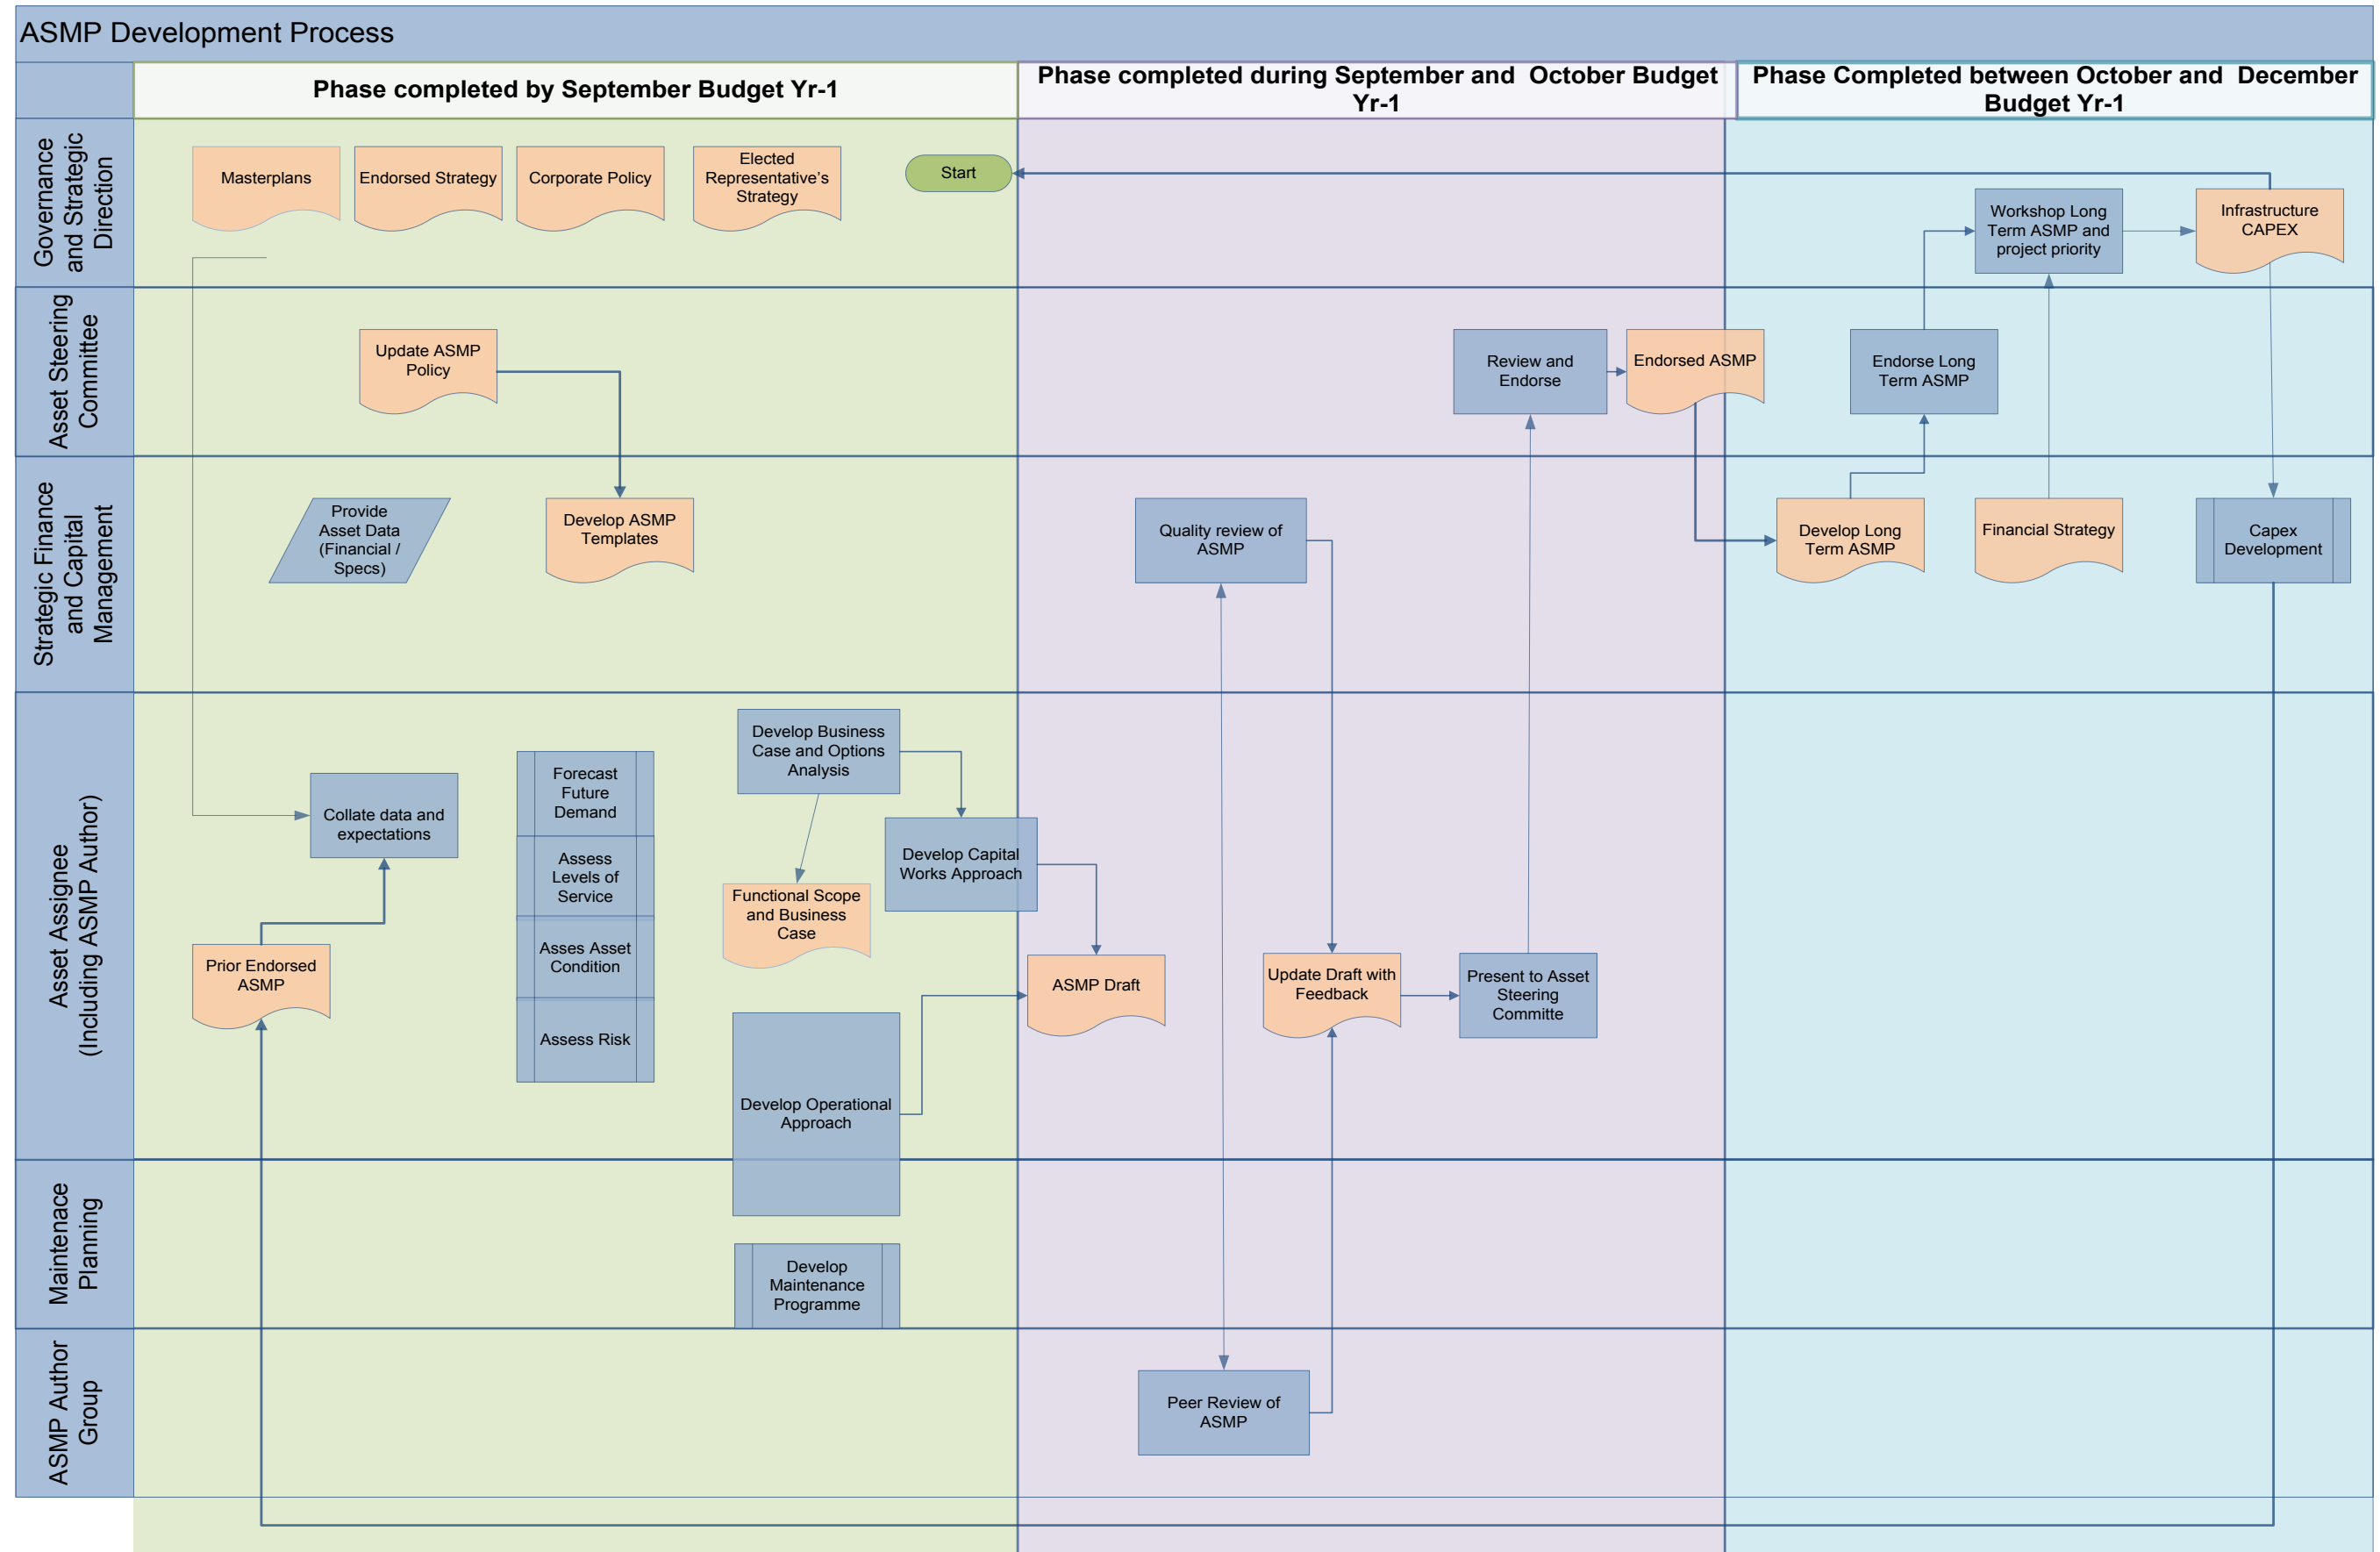 ASMP Development Process
Phase completed by September Budget Yr-1
Phase completed during September and October Budget
Yr-1
Phase Completed between October and December
Budget Yr-1
Governance
and Strategic
Direction
Masterplans
Endorsed Strategy
Corporate Policy
Elected
Representative's
Strategy
Start
Workshop Long
Term ASMP and
project priority
Infrastructure
CAPEX
Asset Steering
Committee
Update ASMP
Policy
Review and
Endorse
Endorsed ASMP
Endorse Long
Term ASMP
Strategic Finance
and Capital
Management
Provide
Asset Data
(Financial /
Specs)
Develop ASMP
Templates
Quality review of
ASMP
Develop Long
Term ASMP
Financial Strategy
Capex
Development
Asset Assignee
(Including ASMP Author)
Collate data and
expectations
Prior Endorsed
ASMP
Forecast
Future
Demand
Assess
Levels of
Service
Asses Asset
Condition
Assess Risk
Develop Business
Case and Options
Analysis
Functional Scope
and Business
Case
Develop Capital
Works Approach
Develop Operational
Approach
ASMP Draft
Update Draft with
Feedback
Present to Asset
Steering
Committe
Maintenace
Planning
Develop
Maintenance
Programme
ASMP Author
Group
Peer Review of
ASMP